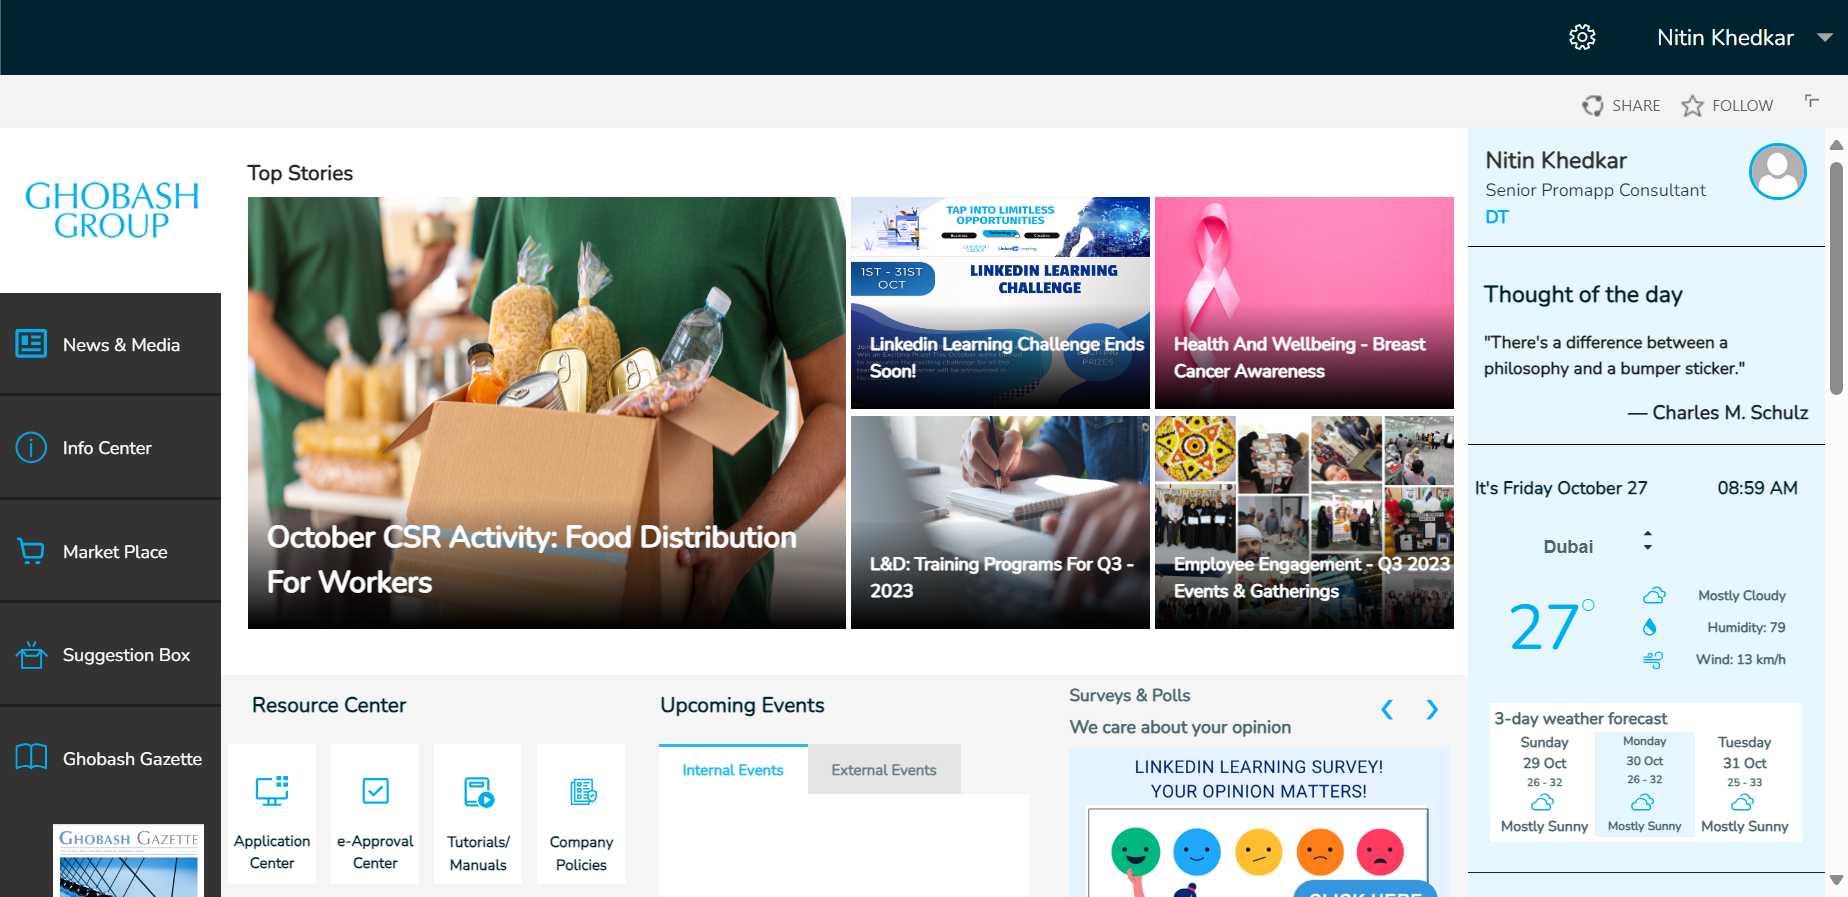 Nitin Khedkar
SHARE
FOLLOW
GHOBASH
GROUP
News & Media
Info Center
Market Place
Suggestion Box
Ghobash Gazette
GHOBASH GAZETTE
Top Stories
October CSR Activity: Food Distribution
For Workers
TAP INTO LIMITLESS
OPPORTUNITIES
1ST - 31ST
OCT
LINKEDIN LEARNING
CHALLENGE
Linkedin Learning Challenge Ends
Soon!
Health And Wellbeing - Breast
Cancer Awareness
L&D: Training Programs For Q3 -
2023
Employee Engagement - Q3 2023
Events & Gatherings
Resource Center
Application
Center
e-Approval
Center
Tutorials/
Manuals
Company
Policies
Upcoming Events
Internal Events
External Events
Surveys & Polls
We care about your opinion
LINKEDIN LEARNING SURVEY!
YOUR OPINION MATTERS!
CLICK HERE
Nitin Khedkar
Senior Promapp Consultant
DT
Thought of the day
"There's a difference between a
philosophy and a bumper sticker."
— Charles M. Schulz
It's Friday October 27
08:59 AM
Dubai
27°
Mostly Cloudy
Humidity: 79
Wind: 13 km/h
3-day weather forecast
Sunday
29 Oct
26 - 32
Mostly Sunny
Monday
30 Oct
26 - 32
Mostly Sunny
Tuesday
31 Oct
25 - 33
Mostly Sunny